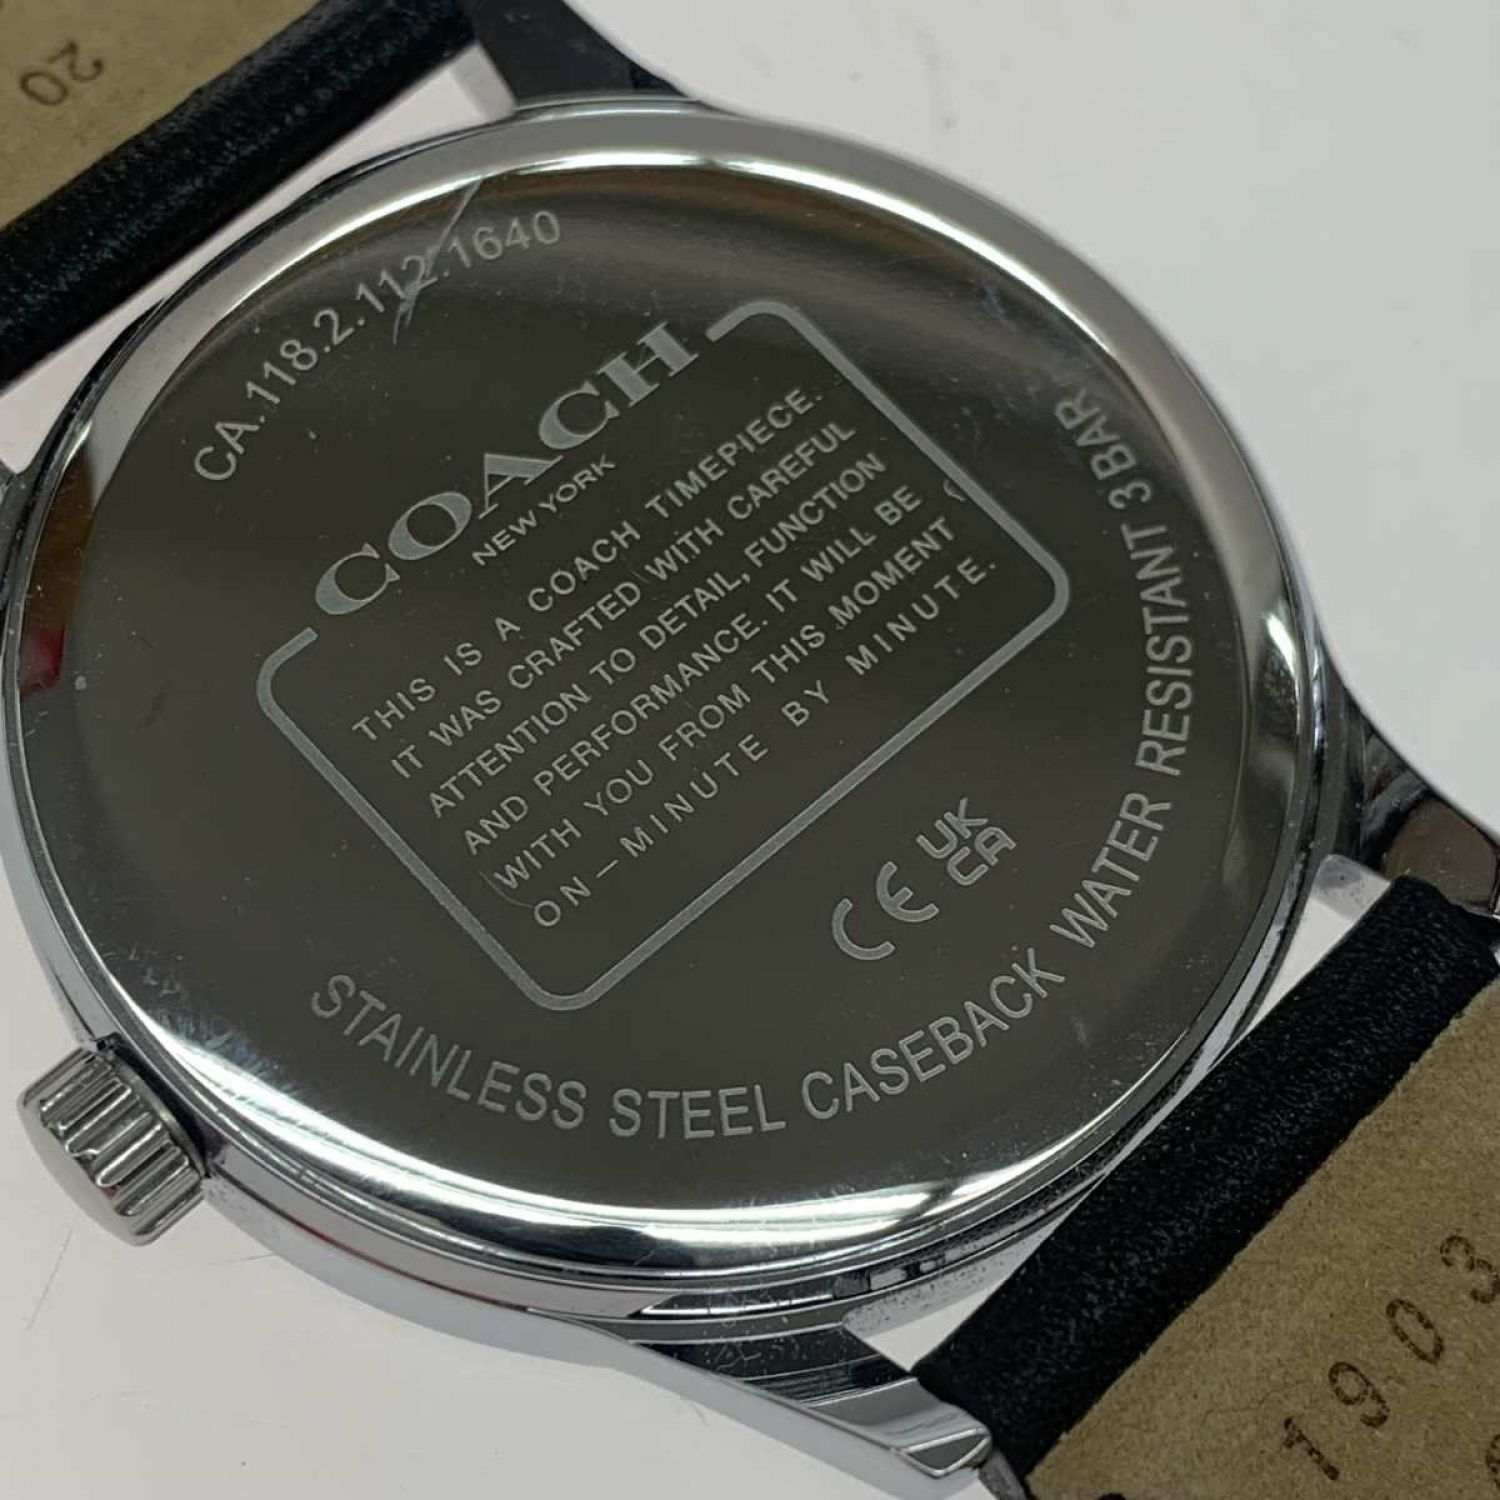 20
CA.118.2.112.1640
COACH
NEW YORK
THIS IS A COACH TIMEPIECE.
IT WAS CRAFTED WITH CAREFUL
ATTENTION TO DETAIL, FUNCTION
AND PERFORMANCE. IT WILL BE
WITH YOU FROM THIS MOMENT
ON—MINUTE BY MINUTE.
CE UK
CA
STAINLESS STEEL CASEBACK WATER RESISTANT 3BAR
1903